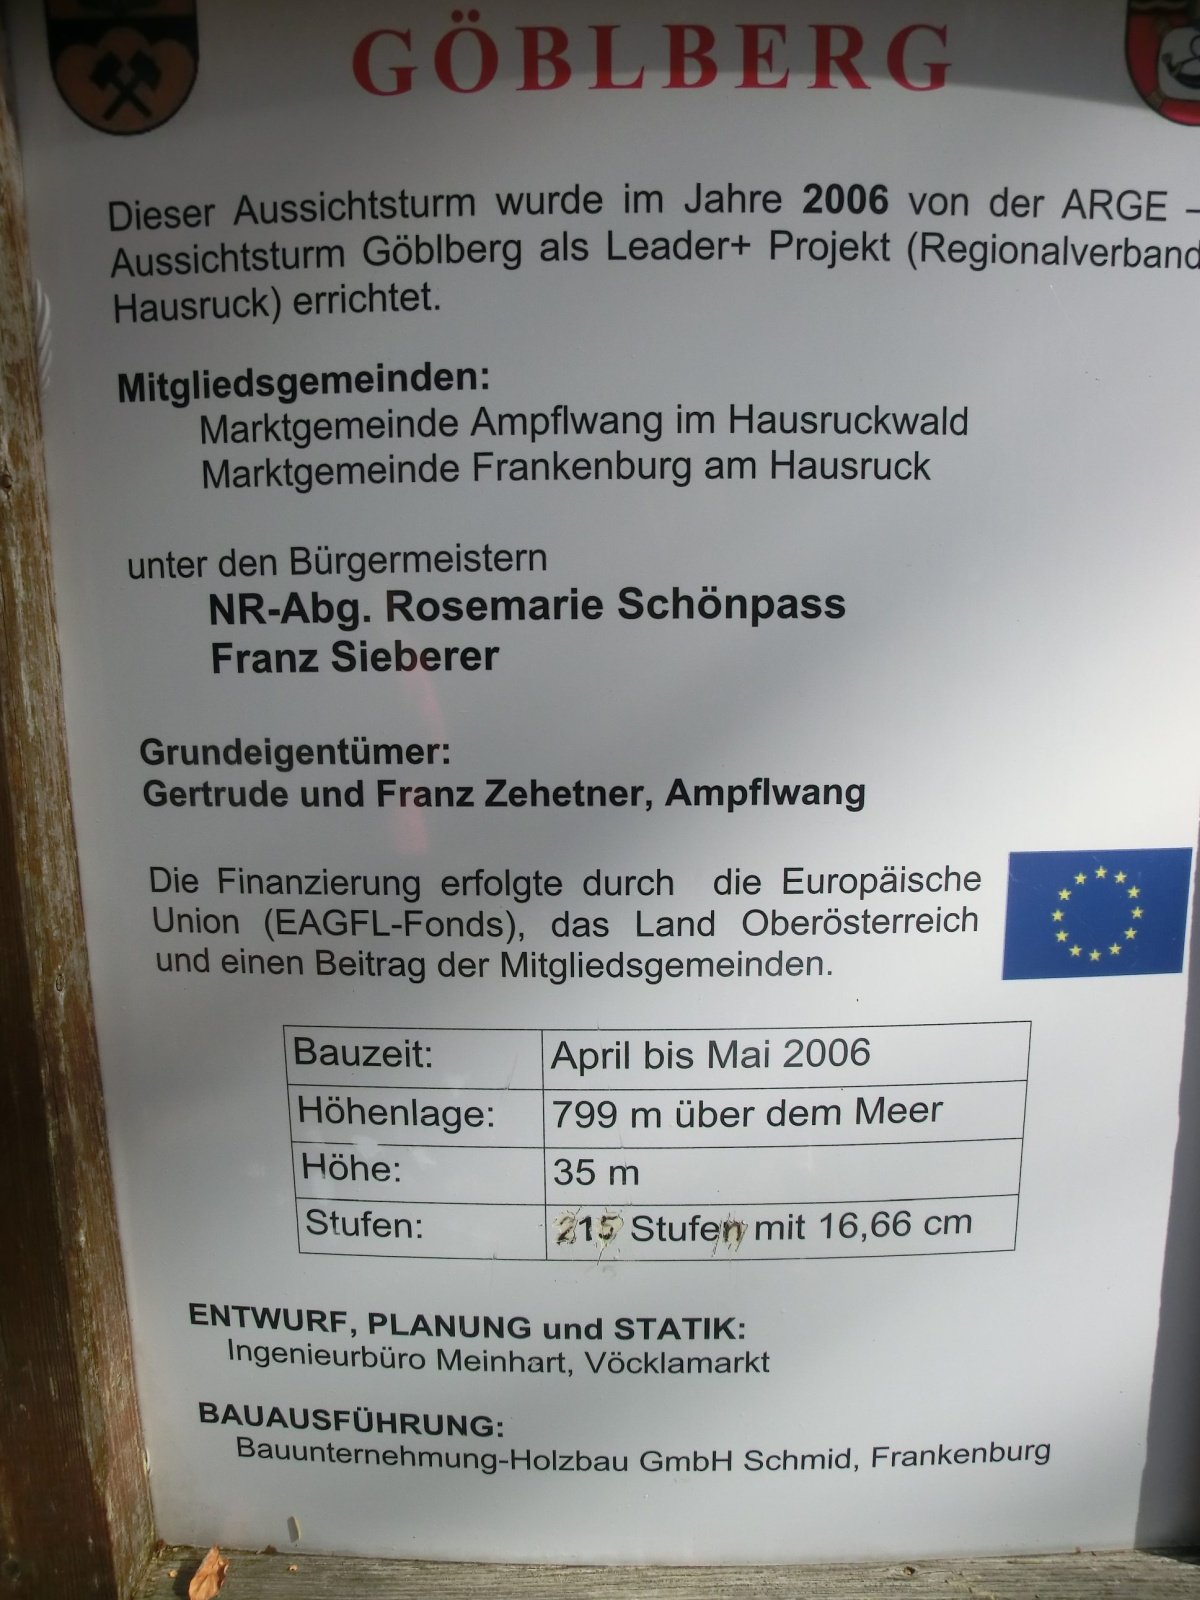 GÖBLBERG
Dieser Aussichtsturm wurde im Jahre 2006 von der ARGE –
Aussichtsturm Göblberg als Leader+ Projekt (Regionalverband
Hausruck) errichtet.
Mitgliedsgemeinden:
Marktgemeinde Ampflwang im Hausruckwald
Marktgemeinde Frankenburg am Hausruck
unter den Bürgermeistern
NR-Abg. Rosemarie Schönpass
Franz Sieberer
Grundeigentümer:
Gertrude und Franz Zehetner, Ampflwang
Die Finanzierung erfolgte durch die Europäische
Union (EAGFL-Fonds), das Land Oberösterreich
und einen Beitrag der Mitgliedsgemeinden.
Bauzeit: April bis Mai 2006
Höhenlage: 799 m über dem Meer
Höhe: 35 m
Stufen: 215 Stufen mit 16,66 cm
ENTWURF, PLANUNG und STATIK:
Ingenieurbüro Meinhart, Vöcklamarkt
BAUAUSFÜHRUNG:
Bauunternehmung-Holzbau GmbH Schmid, Frankenburg